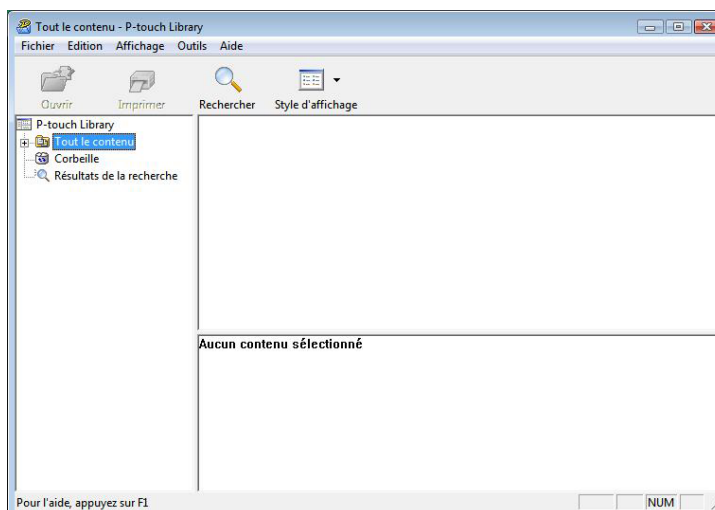 Tout le contenu - P-touch Library
Fichier Edition Affichage Outils Aide
Ouvrir Imprimer Rechercher Style d'affichage
P-touch Library
Tout le contenu
Corbeille
Résultats de la recherche
Aucun contenu sélectionné
Pour l'aide, appuyez sur F1 NUM